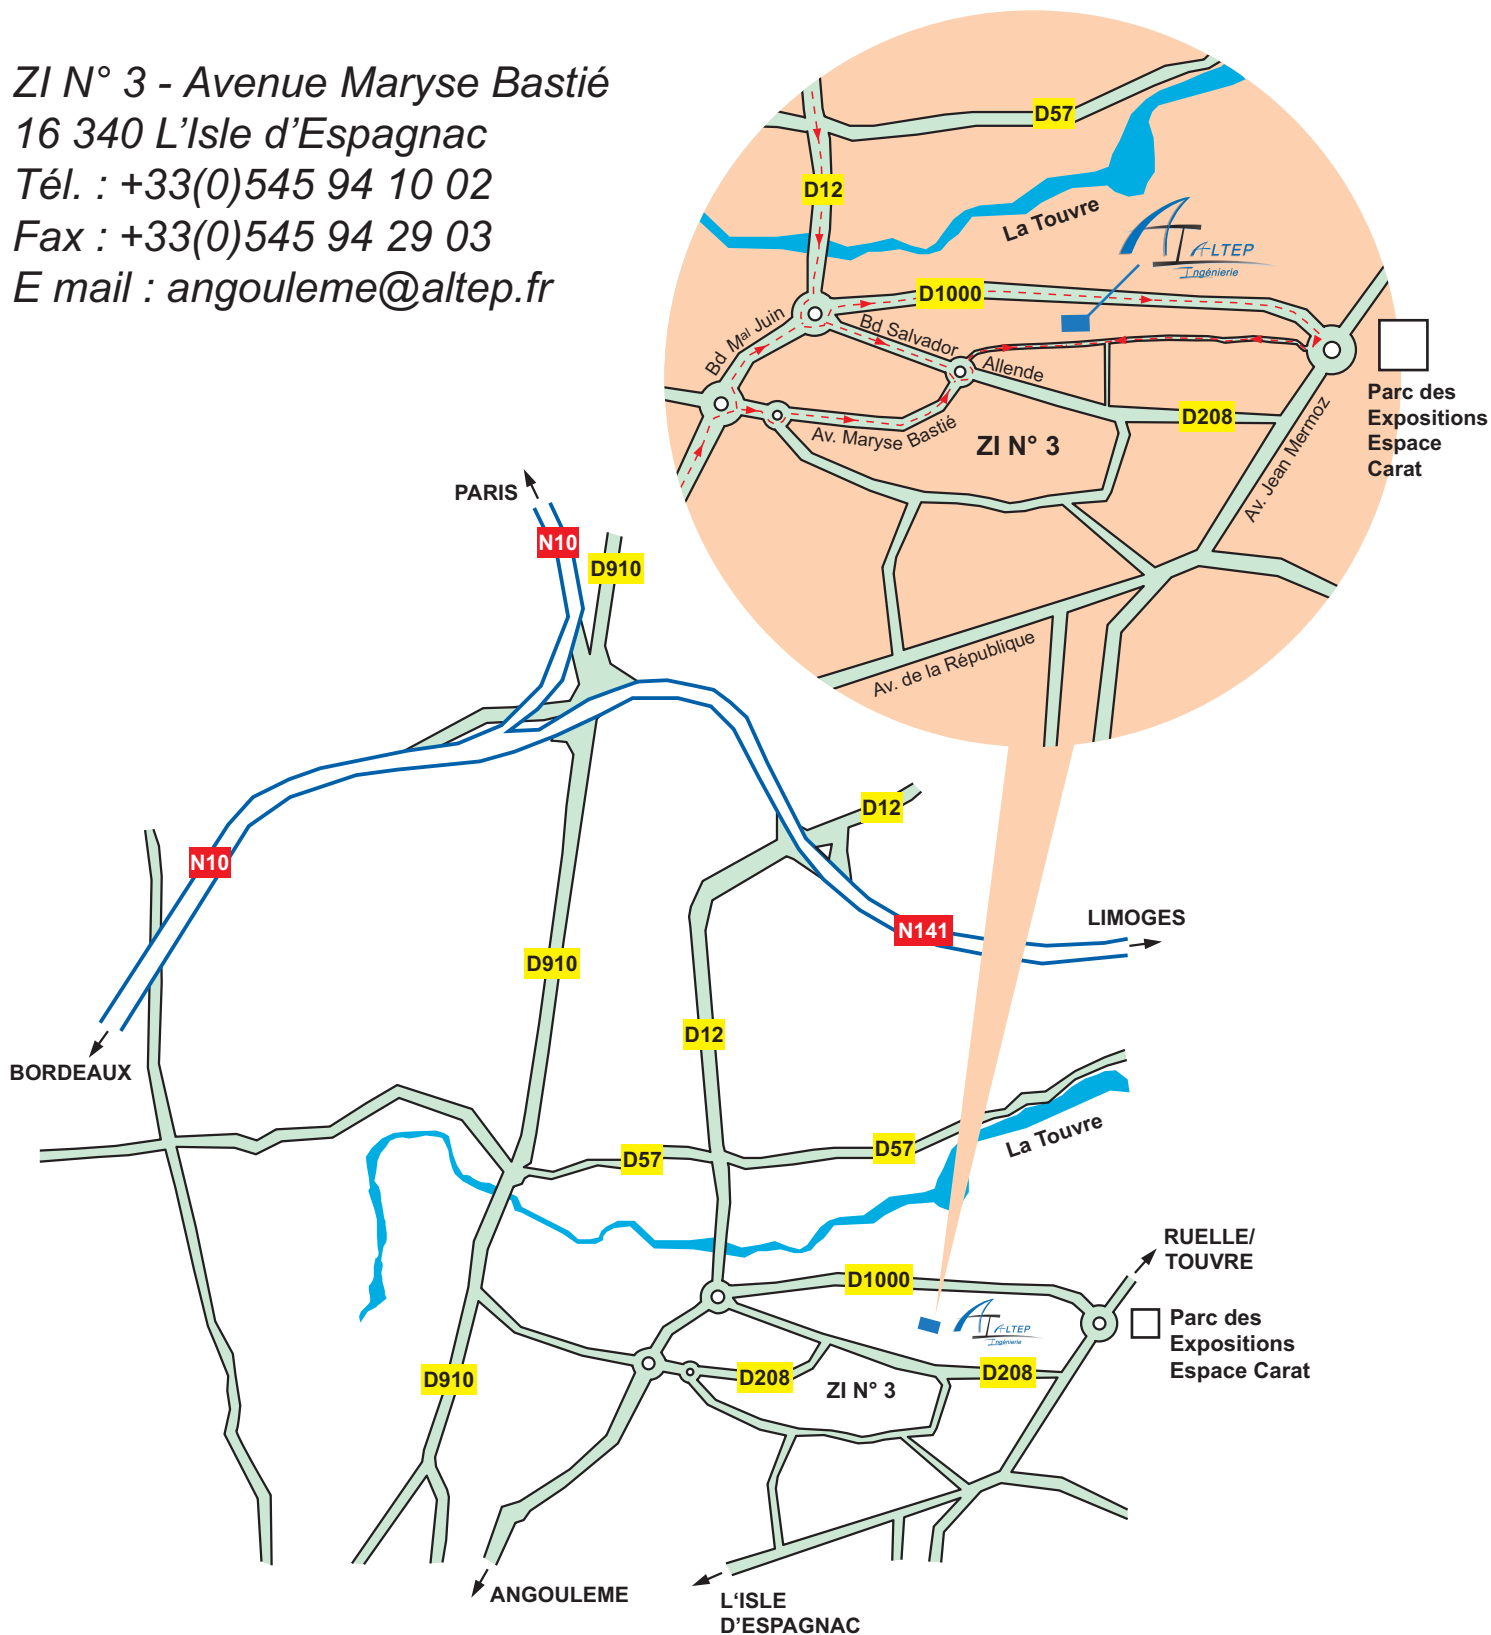 ZI N° 3 - Avenue Maryse Bastié
16 340 L'Isle d'Espagnac
Tél. : +33(0)545 94 10 02
Fax : +33(0)545 94 29 03
E mail : angouleme@altep.fr
D57
D12
La Touvre
ALTEP
Ingénierie
D1000
Bd Mal Juin
Bd Salvador
Allende
Parc des
Expositions
Espace
Carat
D208
Av. Maryse Bastié
ZI N° 3
Av. Jean Mermoz
Av. de la République
PARIS
N10
D910
D12
N10
LIMOGES
N141
D910
D12
BORDEAUX
La Touvre
D57
D57
RUELLE/
TOUVRE
D1000
Parc des
Expositions
Espace Carat
ALTEP
Ingénierie
D910
D208
D208
ZI N° 3
ANGOULEME
L'ISLE
D'ESPAGNAC